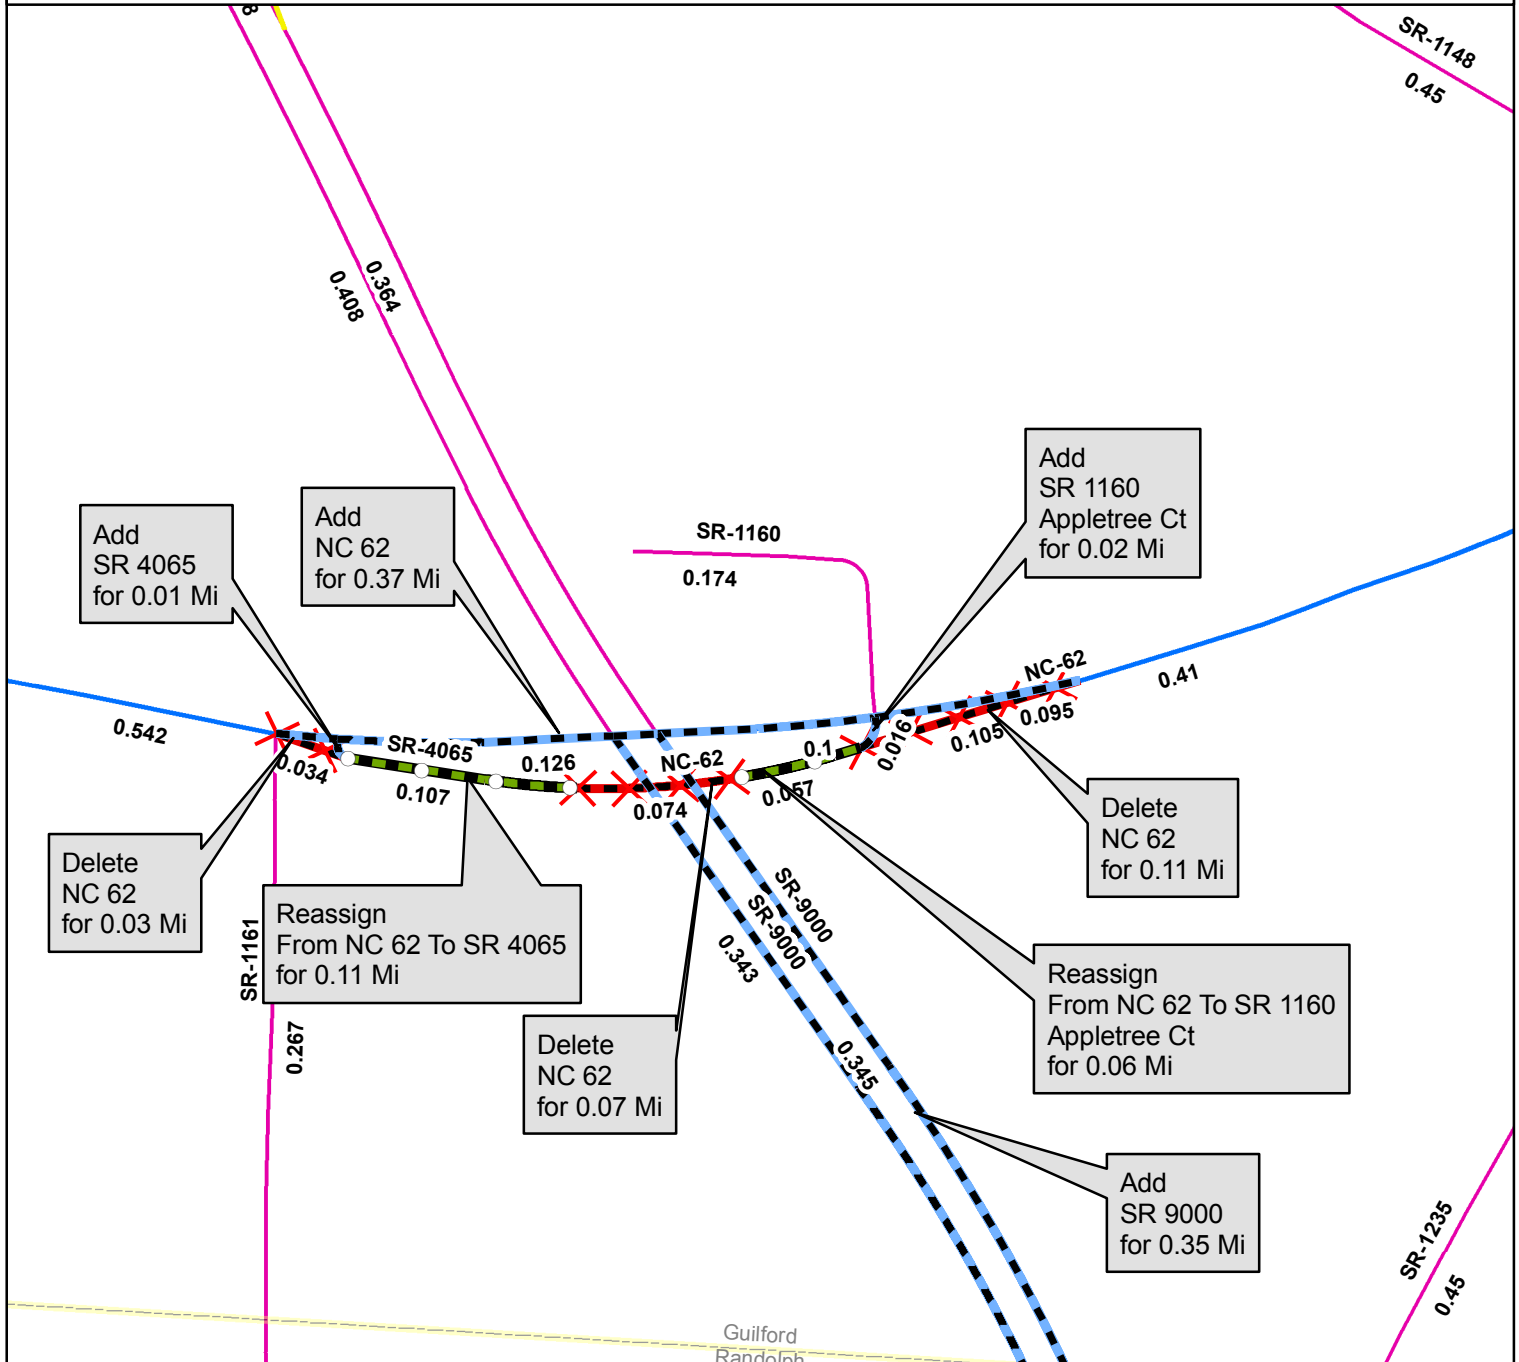 8
SR-1148
0.45
0.364
0.408
Add
SR 1160
Appletree Ct
for 0.02 Mi
Add
NC 62
for 0.37 Mi
Add
SR 4065
for 0.01 Mi
SR-1160
0.174
NC-62
0.41
0.095
0.105
0.016
0.542
SR-4065
0.034
0.126
NC-62
0.1
0.107
0.074
0.057
Delete
NC 62
for 0.11 Mi
Delete
NC 62
for 0.03 Mi
Reassign
From NC 62 To SR 4065
for 0.11 Mi
SR-1161
0.267
SR-9000
SR-9000
0.343
0.345
Reassign
From NC 62 To SR 1160
Appletree Ct
for 0.06 Mi
Delete
NC 62
for 0.07 Mi
Add
SR 9000
for 0.35 Mi
SR-1235
0.45
Guilford
Randolph